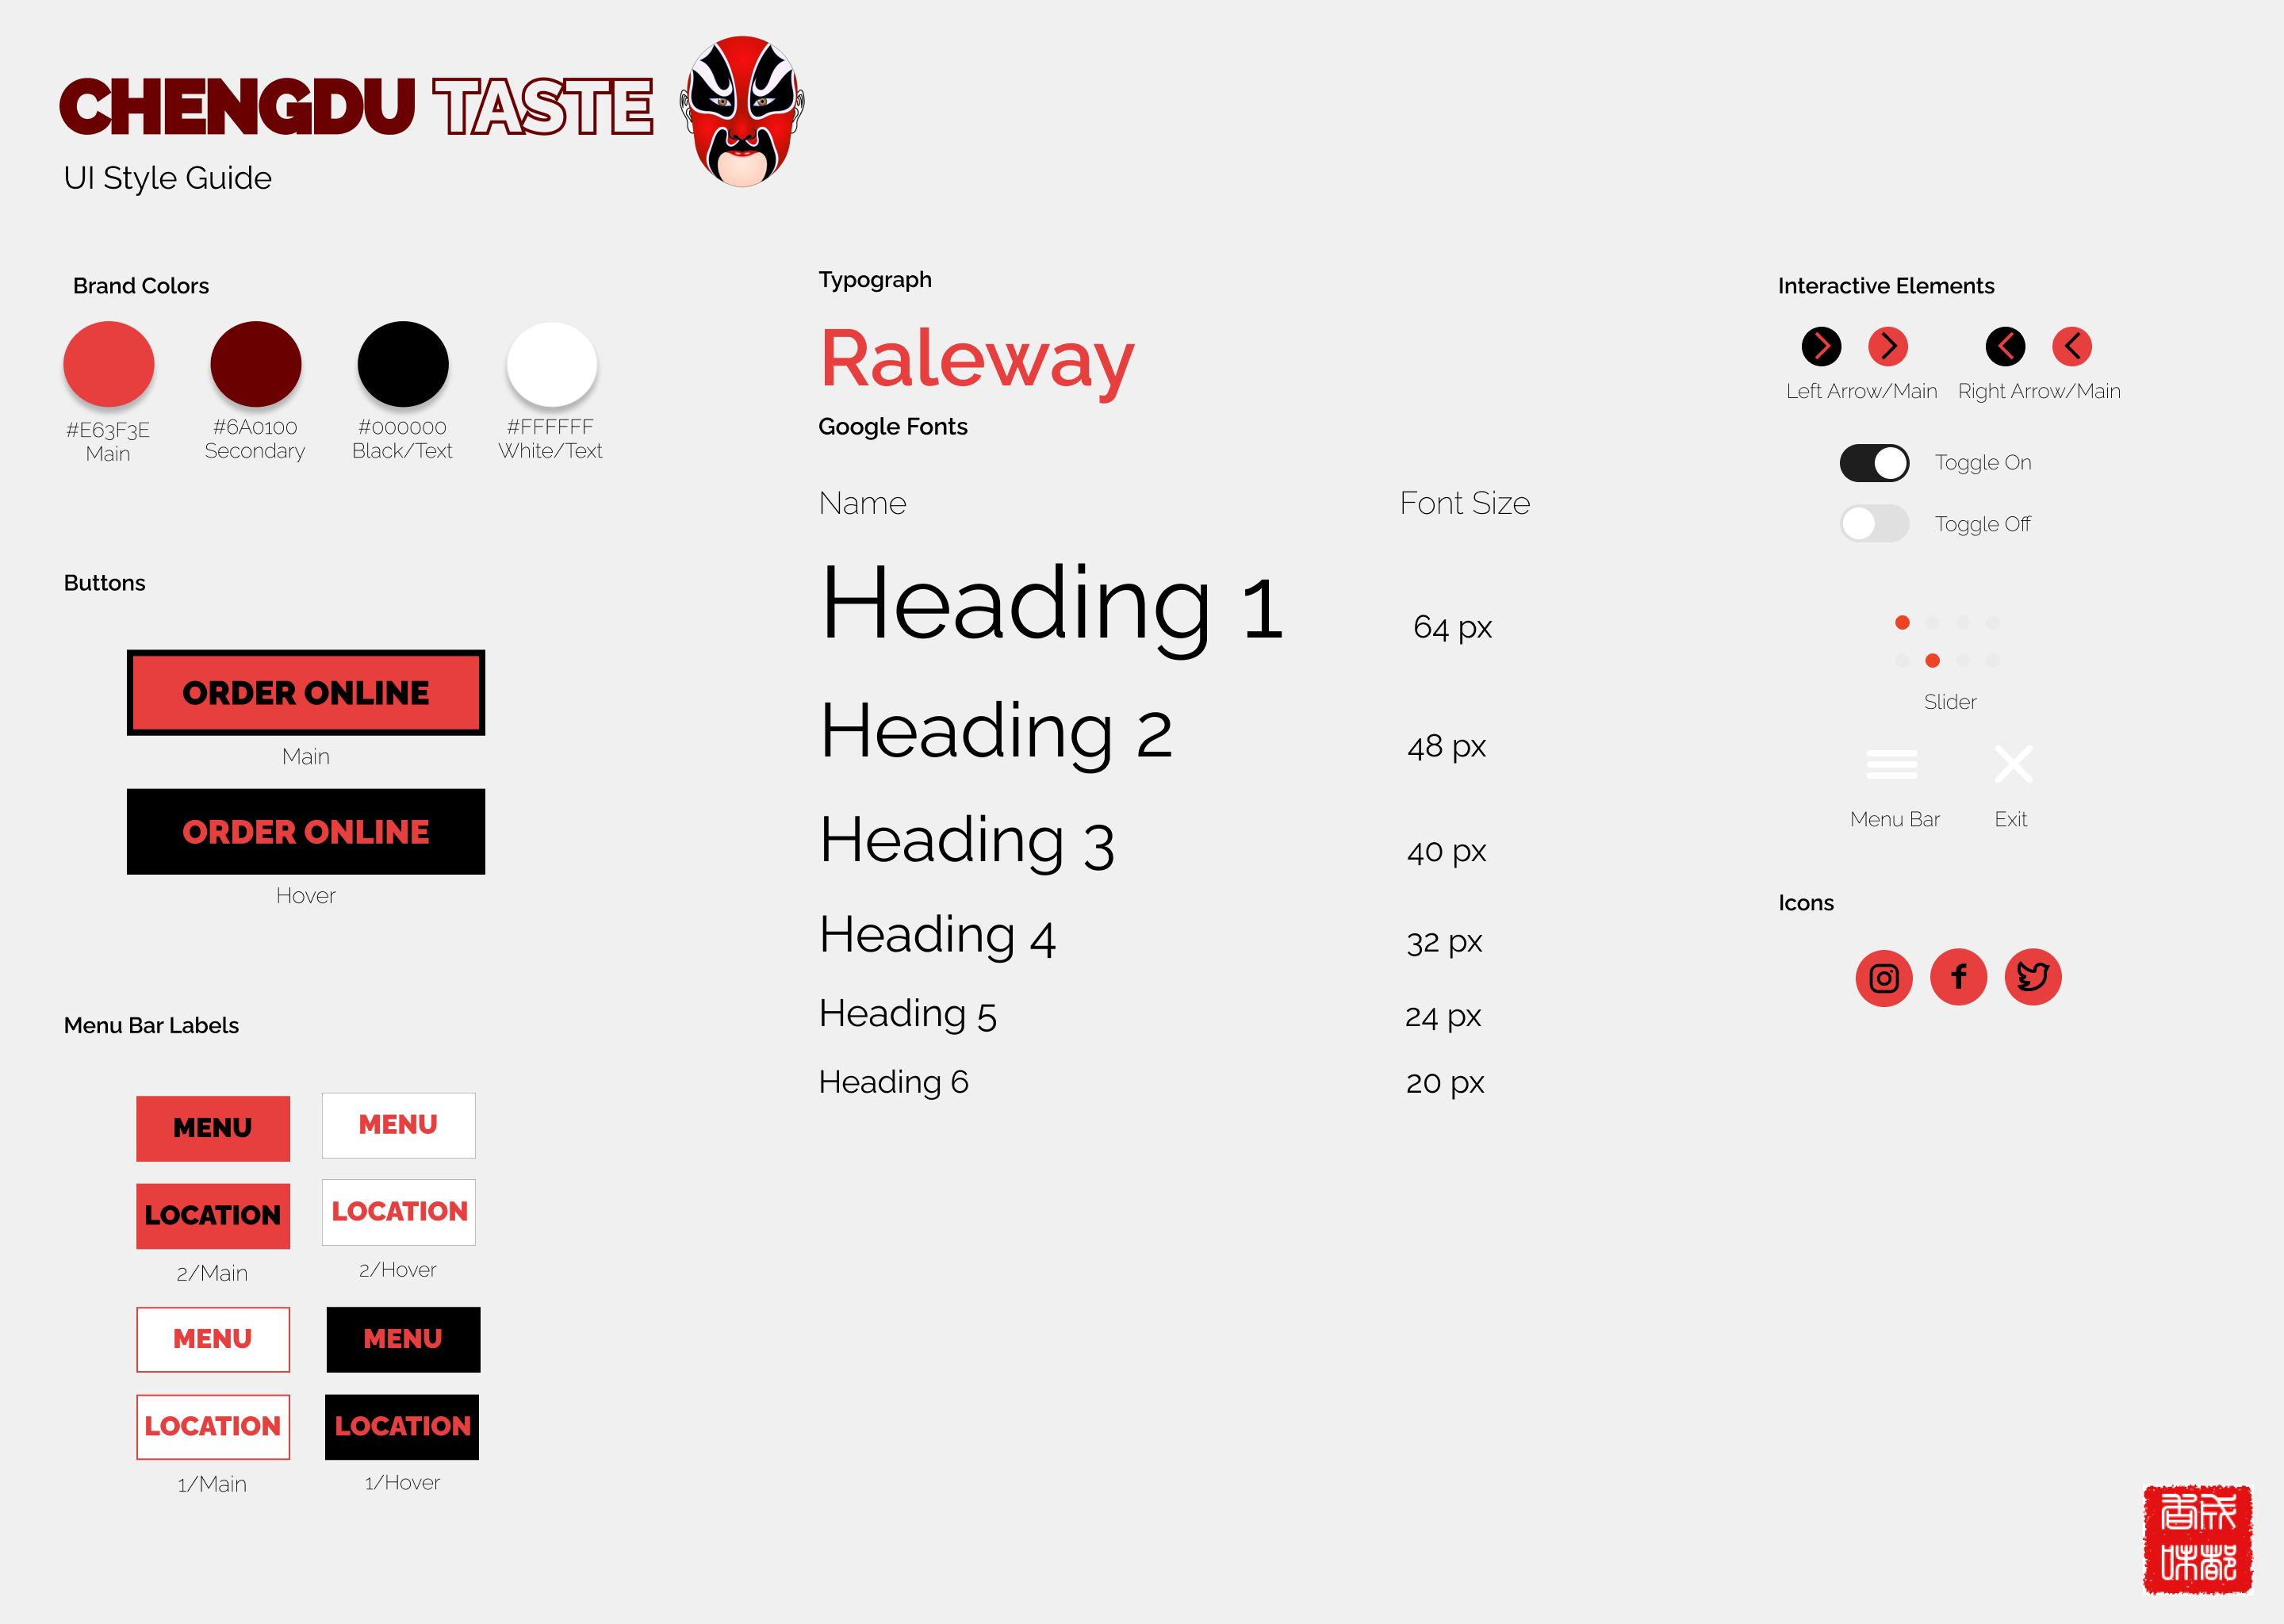 CHENGDU TASTE
UI Style Guide
Brand Colors
#E63F3E
Main
#6A0100
Secondary
#000000
Black/Text
#FFFFFF
White/Text
Buttons
ORDER ONLINE
Main
ORDER ONLINE
Hover
Menu Bar Labels
MENU
MENU
LOCATION
LOCATION
2/Main
2/Hover
MENU
MENU
LOCATION
LOCATION
1/Main
1/Hover
Typograph
Raleway
Google Fonts
Name
Font Size
Heading 1
64 px
Heading 2
48 px
Heading 3
40 px
Heading 4
32 px
Heading 5
24 px
Heading 6
20 px
Interactive Elements
Left Arrow/Main
Right Arrow/Main
Toggle On
Toggle Off
Slider
Menu Bar
Exit
Icons
成都
香味